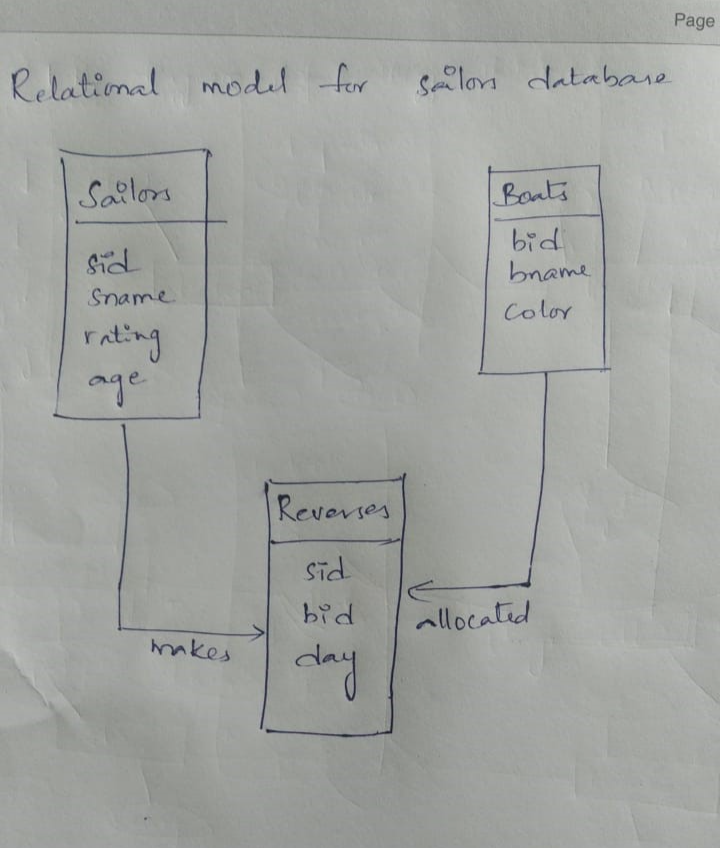 Page
Relational model for sailors database
Sailors
sid
sname
rating
age
Boats
bid
bname
color
Reverses
sid
bid
day
makes
allocated